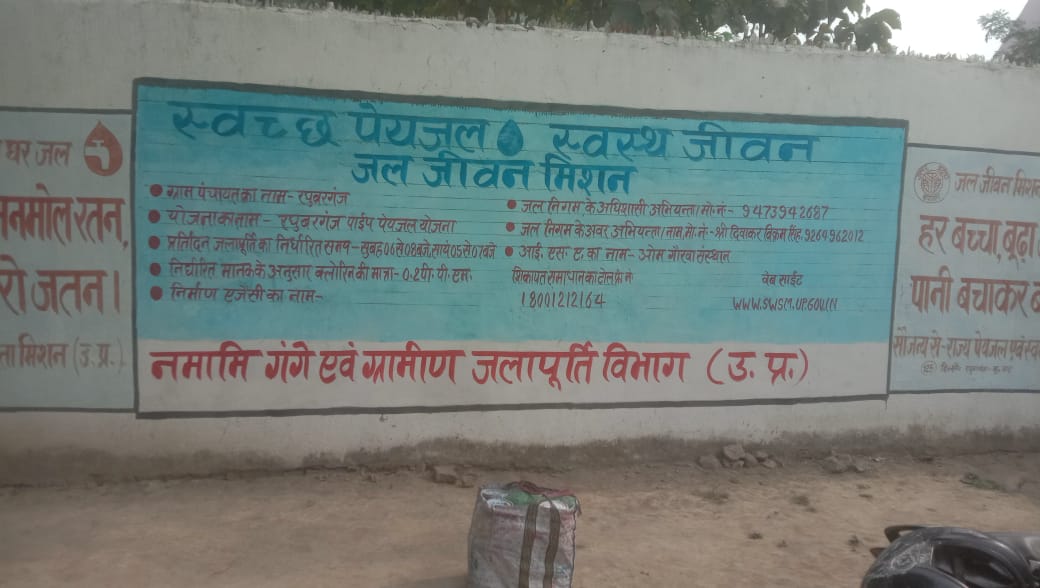 घर जल
नमोल रतन,
रो जतन।
ता मिशन (उ.प्र.)
स्वच्छ पेयजल स्वस्थ जीवन
जल जीवन मिशन
ग्राम पंचायत का नाम- रघुबरगंज
योजना का नाम- रघुबरगंज पाईप पेयजल योजना
प्रतिदिन जलापूर्ति का निर्धारित समय- सुबह 06 से 08 बजे, सायं 05 से 07 बजे
निर्धारित मानक के अनुसार क्लोरिन की मात्रा- 0.2 पी. पी. एम.
निर्माण एजेंसी का नाम-
जल निगम के अधिशासी अभियन्ता/मो.नं- 9473942687
जल निगम के अवर अभियन्ता/नाम, मो.नं- श्री दिवाकर बिक्रम सिंह, 9264962012
आई. एस. ए. का नाम- ओम गौरवा संस्थान
शिकायत समाधान का टोल फ्री नं
18001212164
वेब साईट
WWW.SWSM.UP.GOV.IN
नमामि गंगे एवं ग्रामीण जलापूर्ति विभाग (उ. प्र.)
जल जीवन मिशन
हर बच्चा, बूढ़ा
पानी बचाकर ब
सौजन्य से- राज्य पेयजल एवं स्व